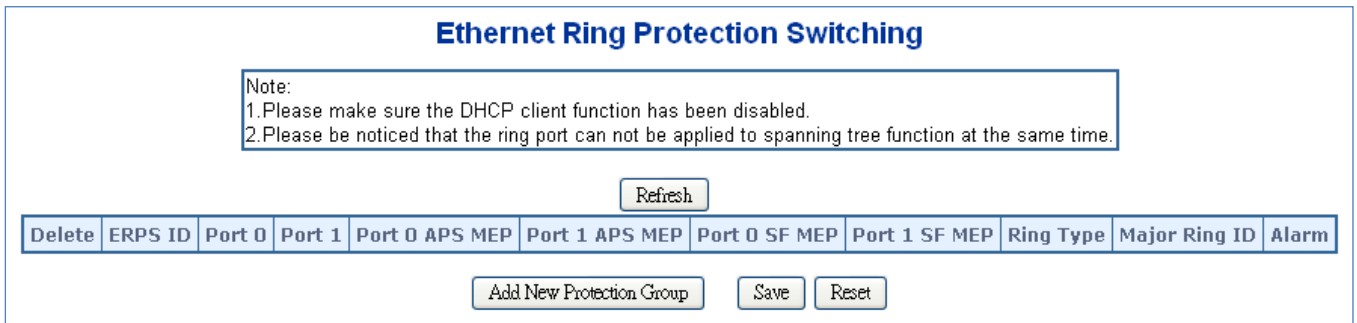 Ethernet Ring Protection Switching
Note:
1.Please make sure the DHCP client function has been disabled.
2.Please be noticed that the ring port can not be applied to spanning tree function at the same time.
Refresh
Delete ERPS ID Port 0 Port 1 Port 0 APS MEP Port 1 APS MEP Port 0 SF MEP Port 1 SF MEP Ring Type Major Ring ID Alarm
Add New Protection Group Save Reset